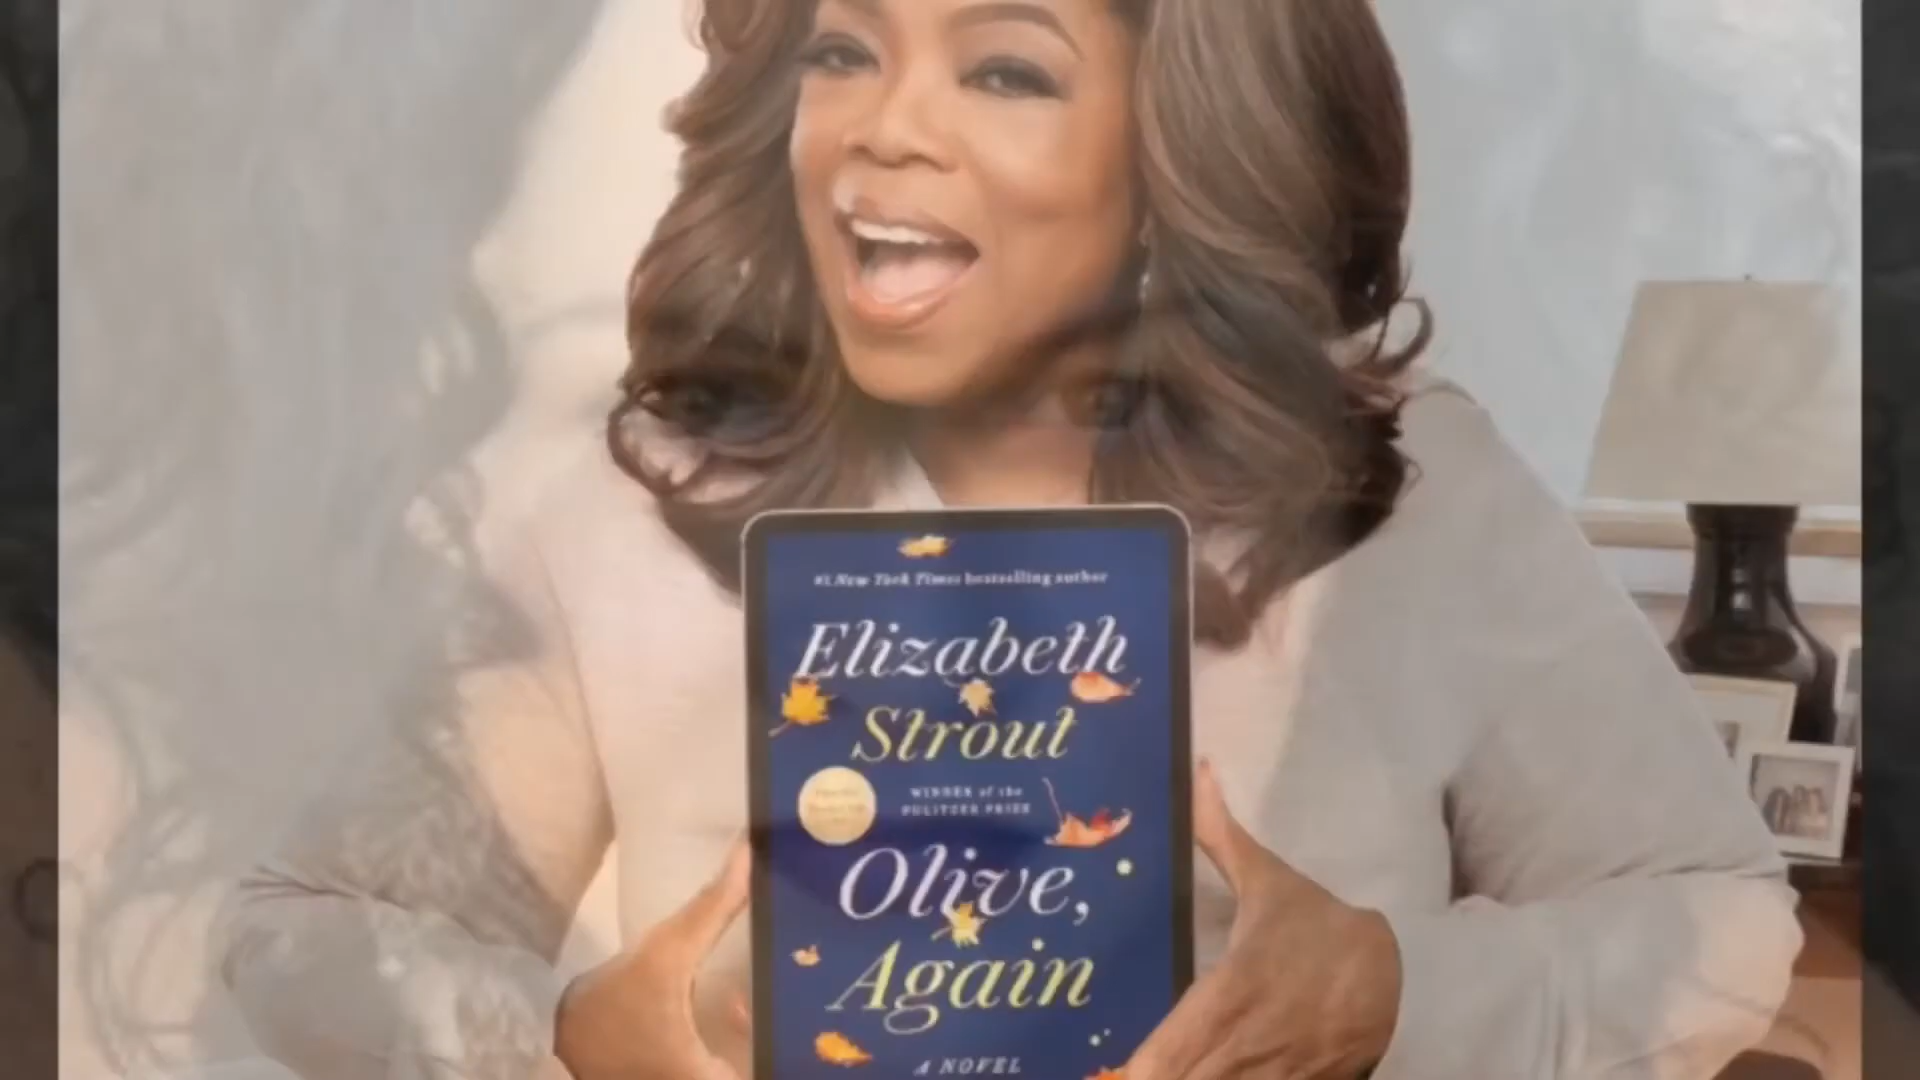 #1 New York Times bestselling author
Elizabeth
Strout
WINNER of the
PULITZER PRIZE
Olive,
Again
A NOVEL